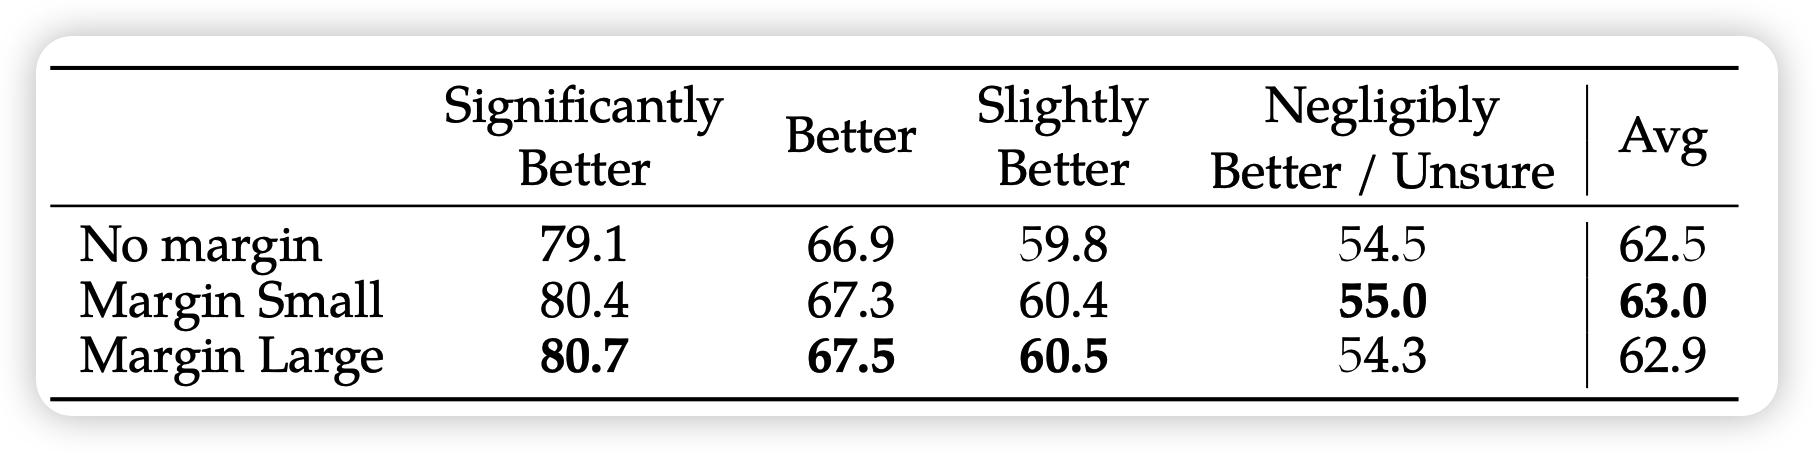 Significantly Better | Better | Slightly Better | Negligibly Better / Unsure | Avg
No margin 79.1 66.9 59.8 54.5 62.5
Margin Small 80.4 67.3 60.4 55.0 63.0
Margin Large 80.7 67.5 60.5 54.3 62.9